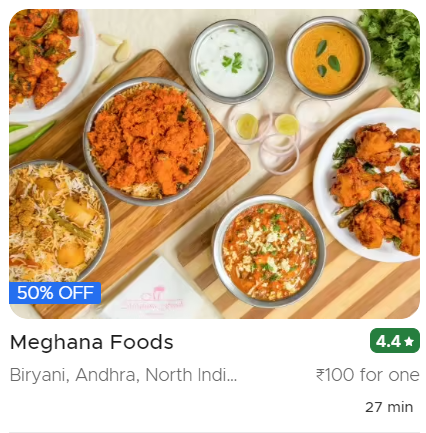 50% OFF
Meghana Foods
4.4★
Biryani, Andhra, North Indi...
₹100 for one
27 min